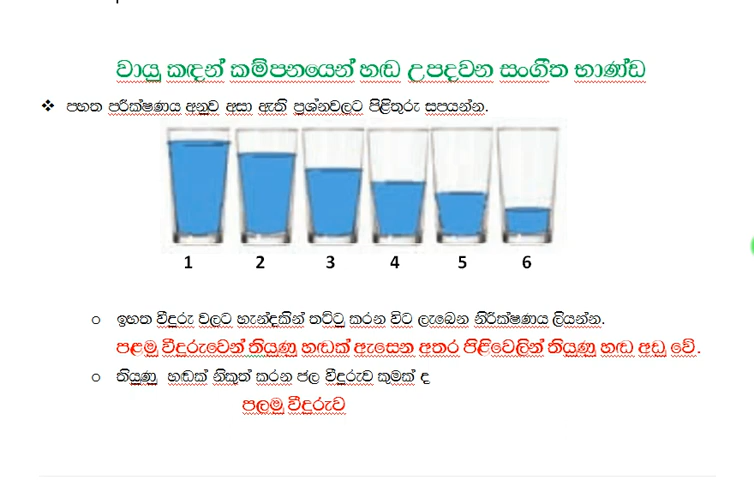 වායු කඳන් කම්පනයෙන් හඬ උපදවන සංගීත භාණ්ඩ
❖ පහත පරීක්ෂණය අනුව අසා ඇති ප්‍රශ්නවලට පිළිතුරු සපයන්න.
1 2 3 4 5 6
o ඉහත වීදුරු වලට හැන්දකින් තට්ටු කරන විට ලැබෙන නිරීක්ෂණය ලියන්න.
පළමු වීදුරුවෙන් තියුණු හඬක් ඇසෙන අතර පිළිවෙලින් තියුණු හඬ අඩු වේ.
o තියුණු හඬක් නිකුත් කරන ජල වීදුරුව කුමක් ද
පලමු වීදුරුව